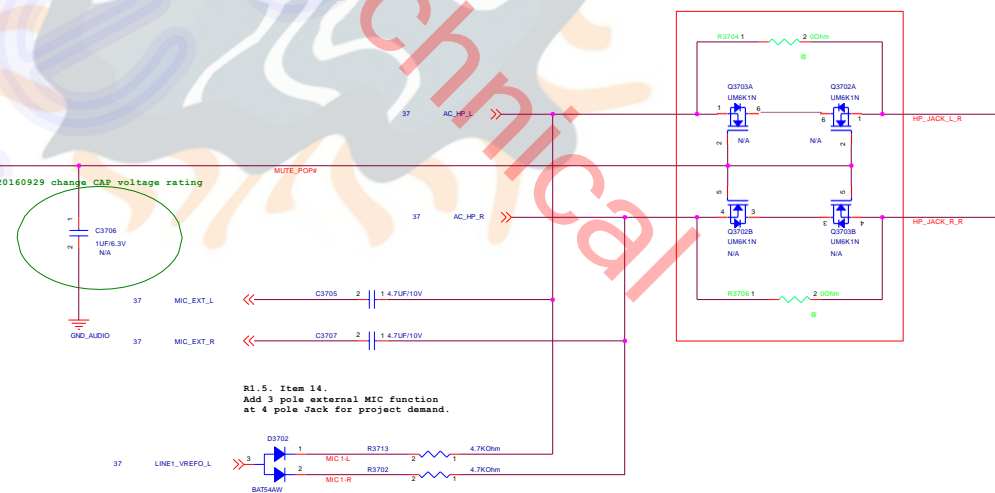 chnical
R3704 1
2 0Ohm
@
Q3703A
UM6K1N
Q3702A
UM6K1N
37 AC_HP_L
1
6
6
1
HP_JACK_L_R
2
N/A
2
N/A
MUTE_POP#
20160929 change CAP voltage rating
5
5
37 AC_HP_R
4
3
3
4
HP_JACK_R_R
Q3702B
UM6K1N
N/A
Q3703B
UM6K1N
N/A
1
C3706
1UF/6.3V
2
N/A
GND_AUDIO
37 MIC_EXT_L
C3705 2 1 4.7UF/10V
R3706 1
2 0Ohm
@
37 MIC_EXT_R
C3707 2 1 4.7UF/10V
R1.5. Item 14.
Add 3 pole external MIC function
at 4 pole Jack for project demand.
D3702
37 LINE1_VREFO_L 3
1
MIC1-L
R3713
2 1
4.7KOhm
2
MIC1-R
R3702
2 1
4.7KOhm
BAT54AW